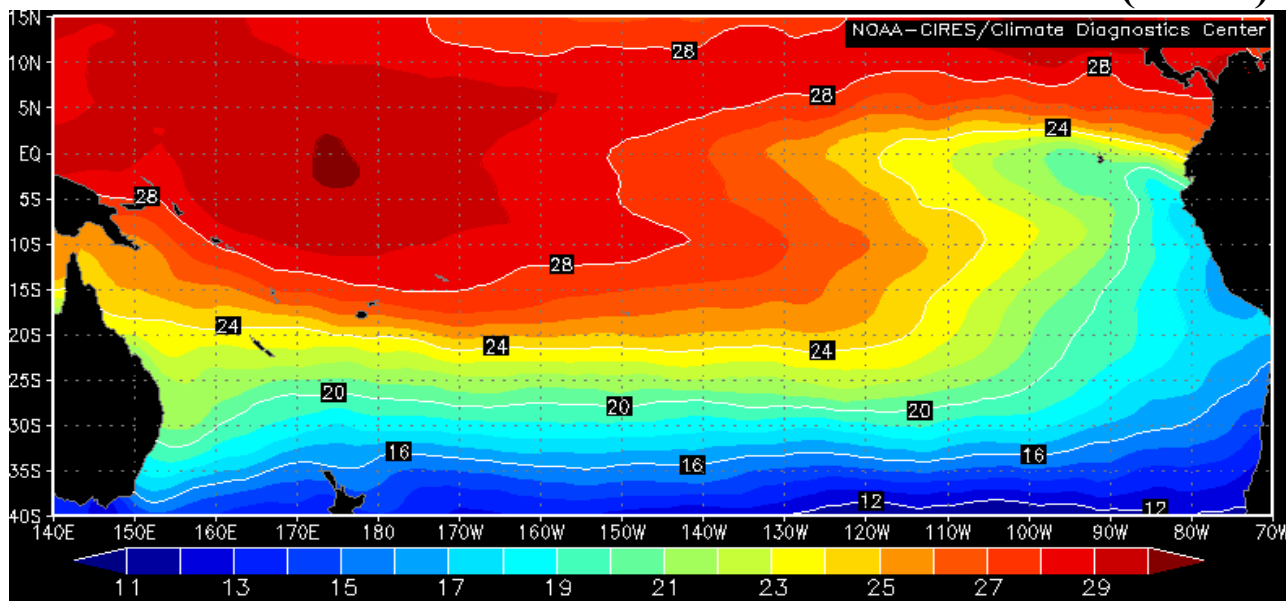 15N
NOAA-CIRES/Climate Diagnostics Center
28
10N 28
28
5N
24
EQ
28
5S
10S
28
15S
24
20S
24 24
25S
20
20 20
30S
16 16
16
35S
12 12
40S
140E 150E 160E 170E 180 170W 160W 150W 140W 130W 120W 110W 100W 90W 80W 70W
11 13 15 17 19 21 23 25 27 29